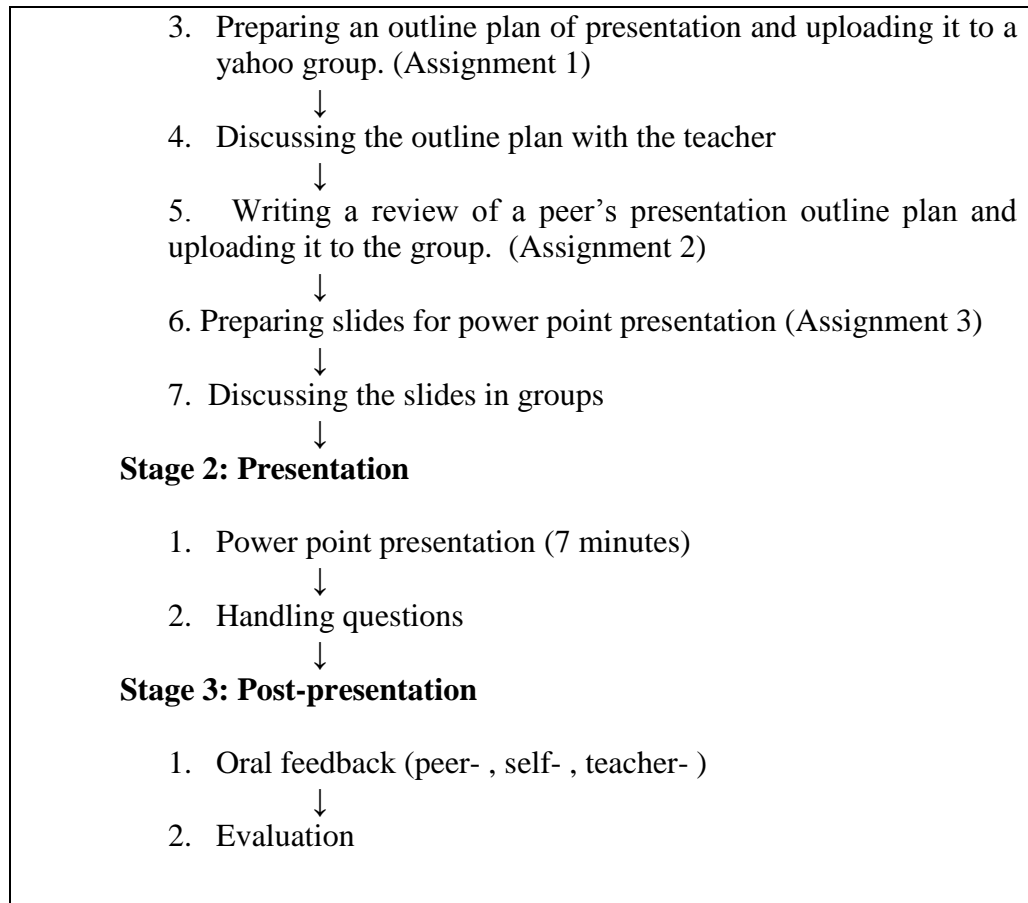 3. Preparing an outline plan of presentation and uploading it to a
yahoo group. (Assignment 1)
↓
4. Discussing the outline plan with the teacher
↓
5. Writing a review of a peer’s presentation outline plan and
uploading it to the group. (Assignment 2)
↓
6. Preparing slides for power point presentation (Assignment 3)
↓
7. Discussing the slides in groups
↓
Stage 2: Presentation
1. Power point presentation (7 minutes)
↓
2. Handling questions
↓
Stage 3: Post-presentation
1. Oral feedback (peer- , self- , teacher- )
↓
2. Evaluation